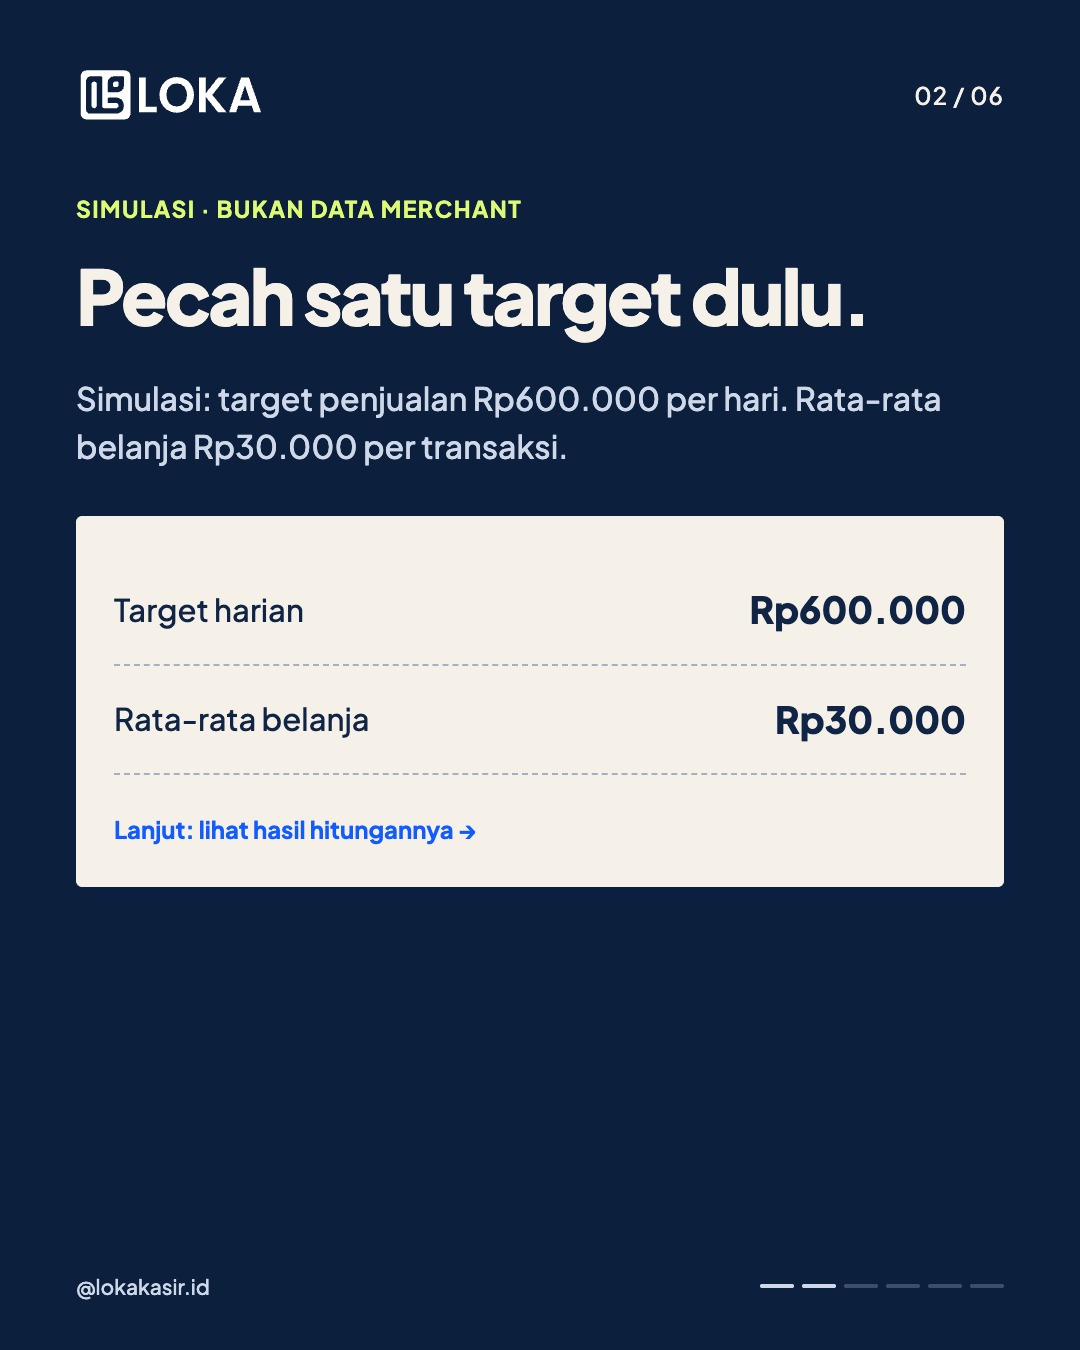 LOKA
02 / 06
SIMULASI · BUKAN DATA MERCHANT
Pecah satu target dulu.
Simulasi: target penjualan Rp600.000 per hari. Rata-rata
belanja Rp30.000 per transaksi.
Target harian Rp600.000
Rata-rata belanja Rp30.000
Lanjut: lihat hasil hitungannya →
@lokakasir.id